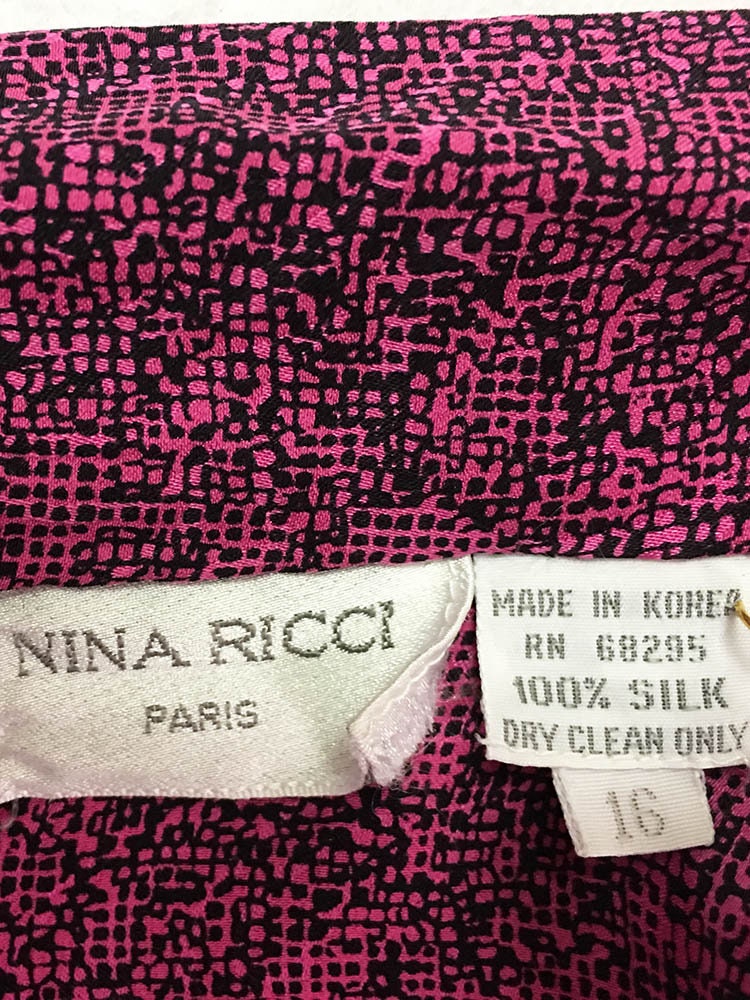 NINA RICCI
PARIS
MADE IN KOREA
RN 68295
100% SILK
DRY CLEAN ONLY
16